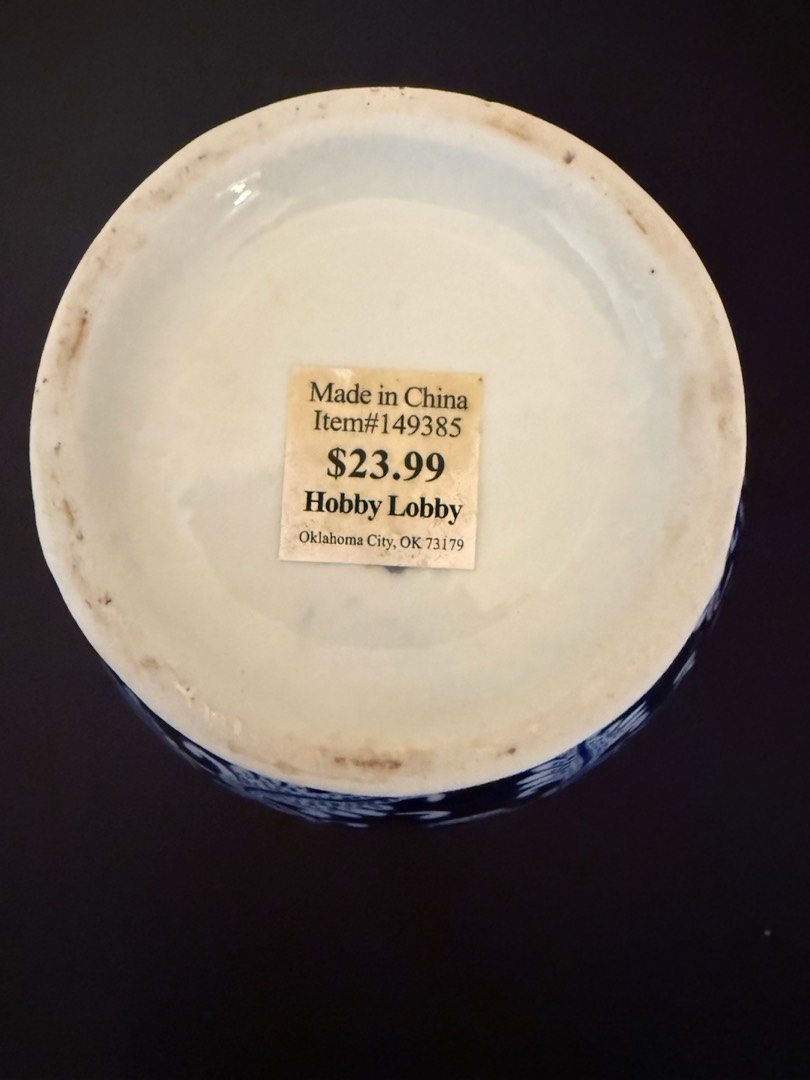 Made in China
Item#149385
$23.99
Hobby Lobby
Oklahoma City, OK 73179